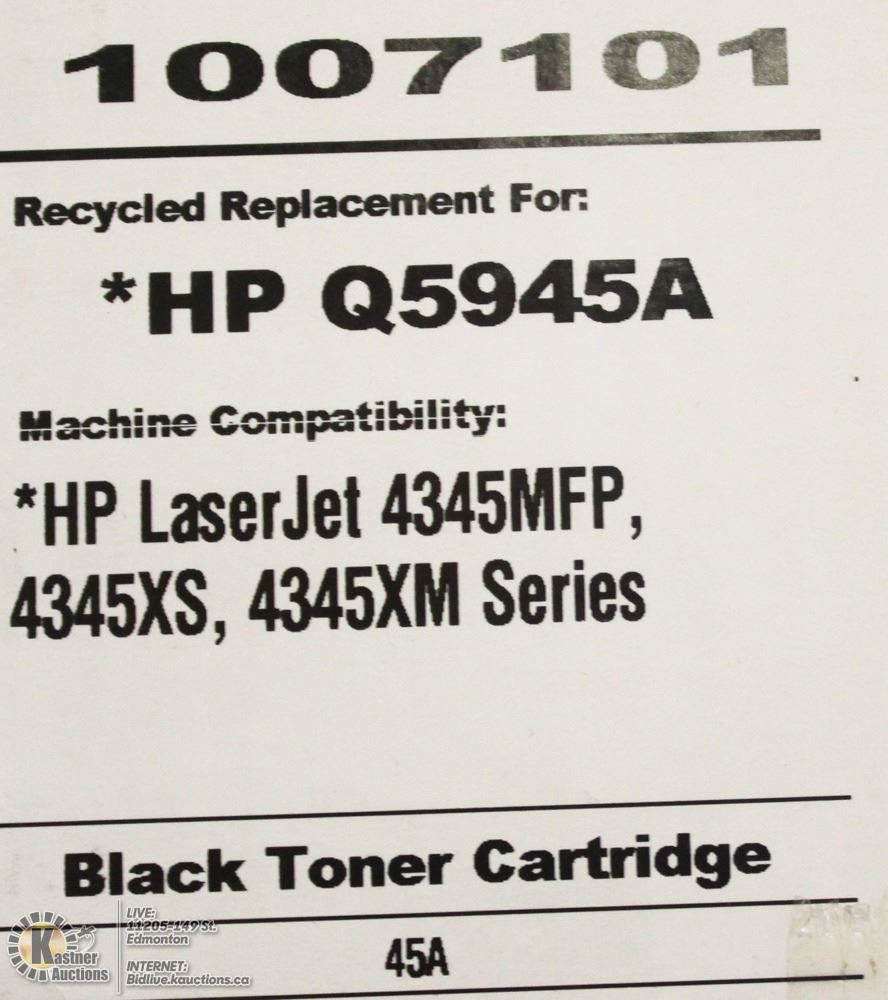 1007101
Recycled Replacement For:
*HP Q5945A
Machine Compatibility:
*HP LaserJet 4345MFP,
4345XS, 4345XM Series
Black Toner Cartridge
45A
Kastner
Auctions
LIVE:
11205-149 St.
Edmonton
INTERNET:
Bidlive.kauctions.ca